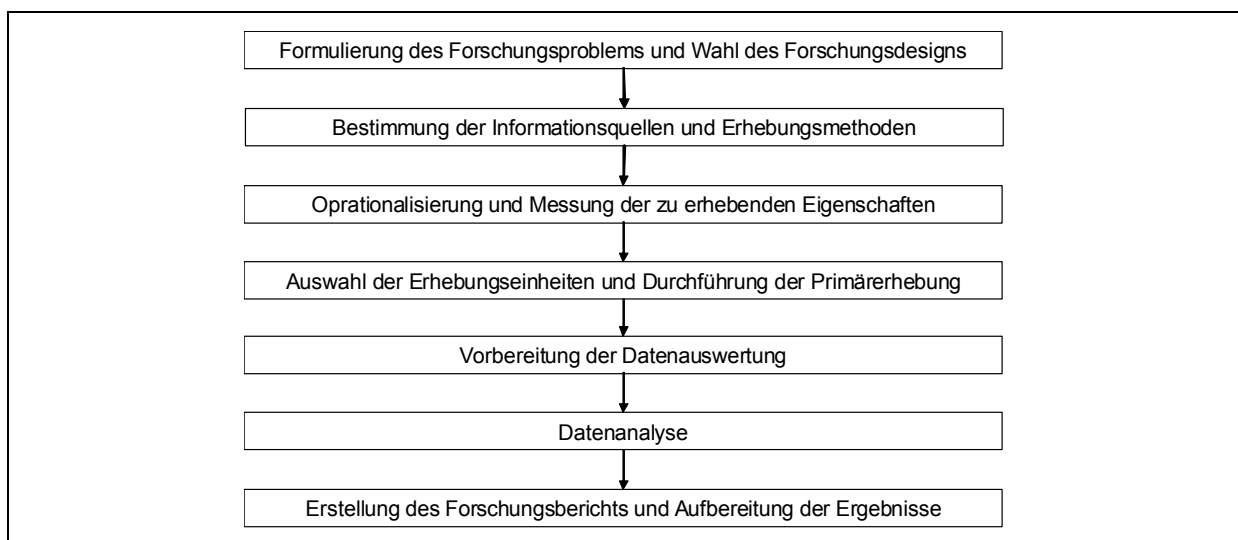 Formulierung des Forschungsproblems und Wahl des Forschungsdesigns
Bestimmung der Informationsquellen und Erhebungsmethoden
Oprationalisierung und Messung der zu erhebenden Eigenschaften
Auswahl der Erhebungseinheiten und Durchführung der Primärerhebung
Vorbereitung der Datenauswertung
Datenanalyse
Erstellung des Forschungsberichts und Aufbereitung der Ergebnisse